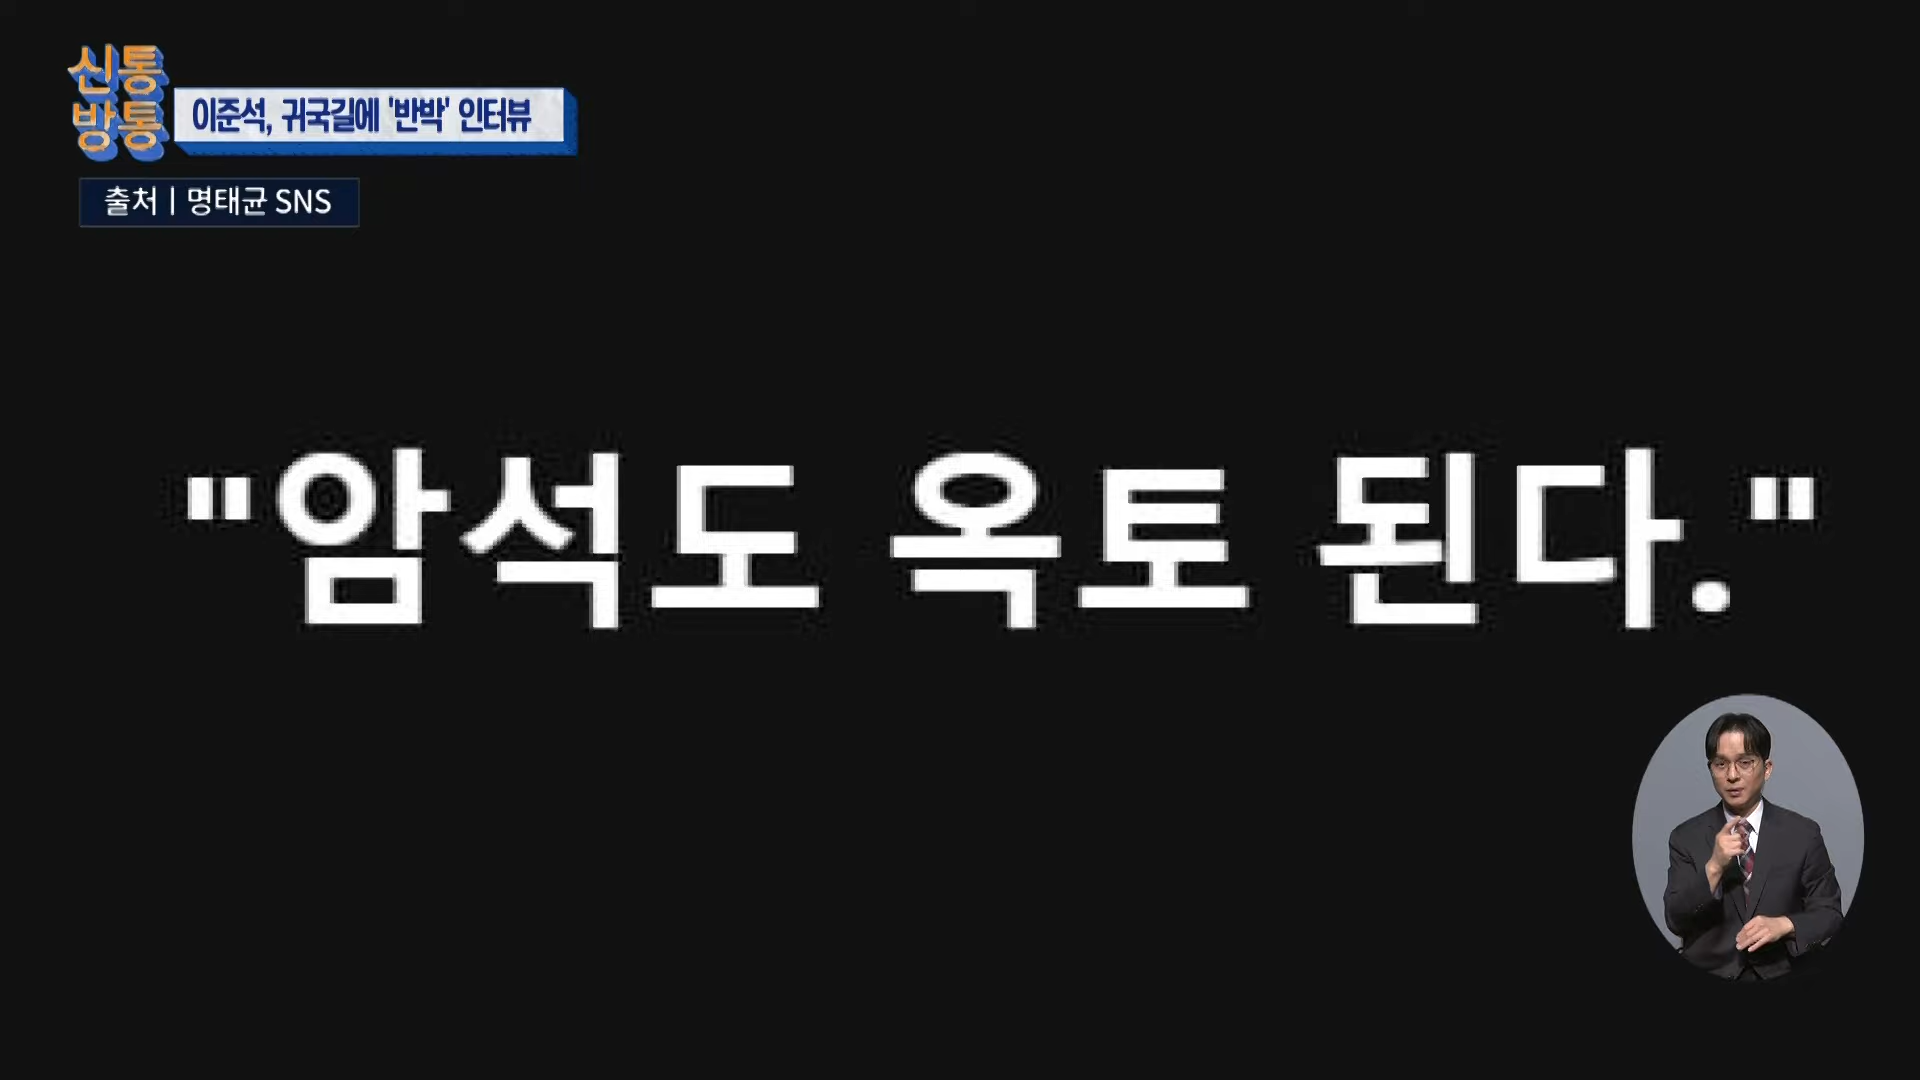 신통
방통
이준석, 귀국길에 '반박' 인터뷰
출처 | 명태균 SNS
"암석도 옥토 된다."